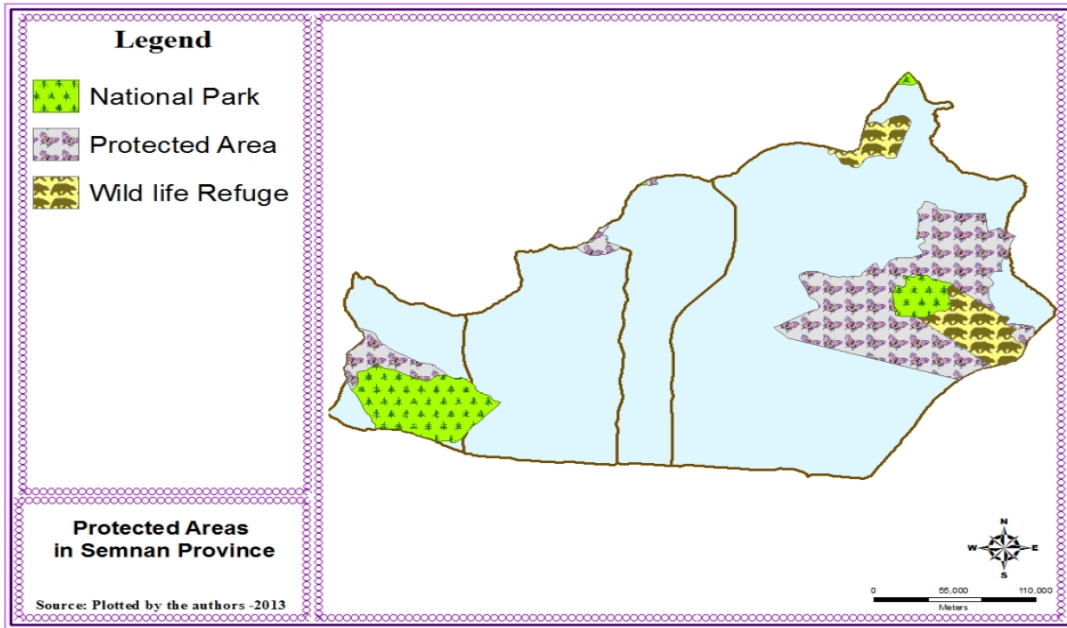 Legend
National Park
Protected Area
Wild life Refuge
Protected Areas
in Semnan Province
Source: Plotted by the authors -2013
N
W E
S
0 55,000 110,000
Meters